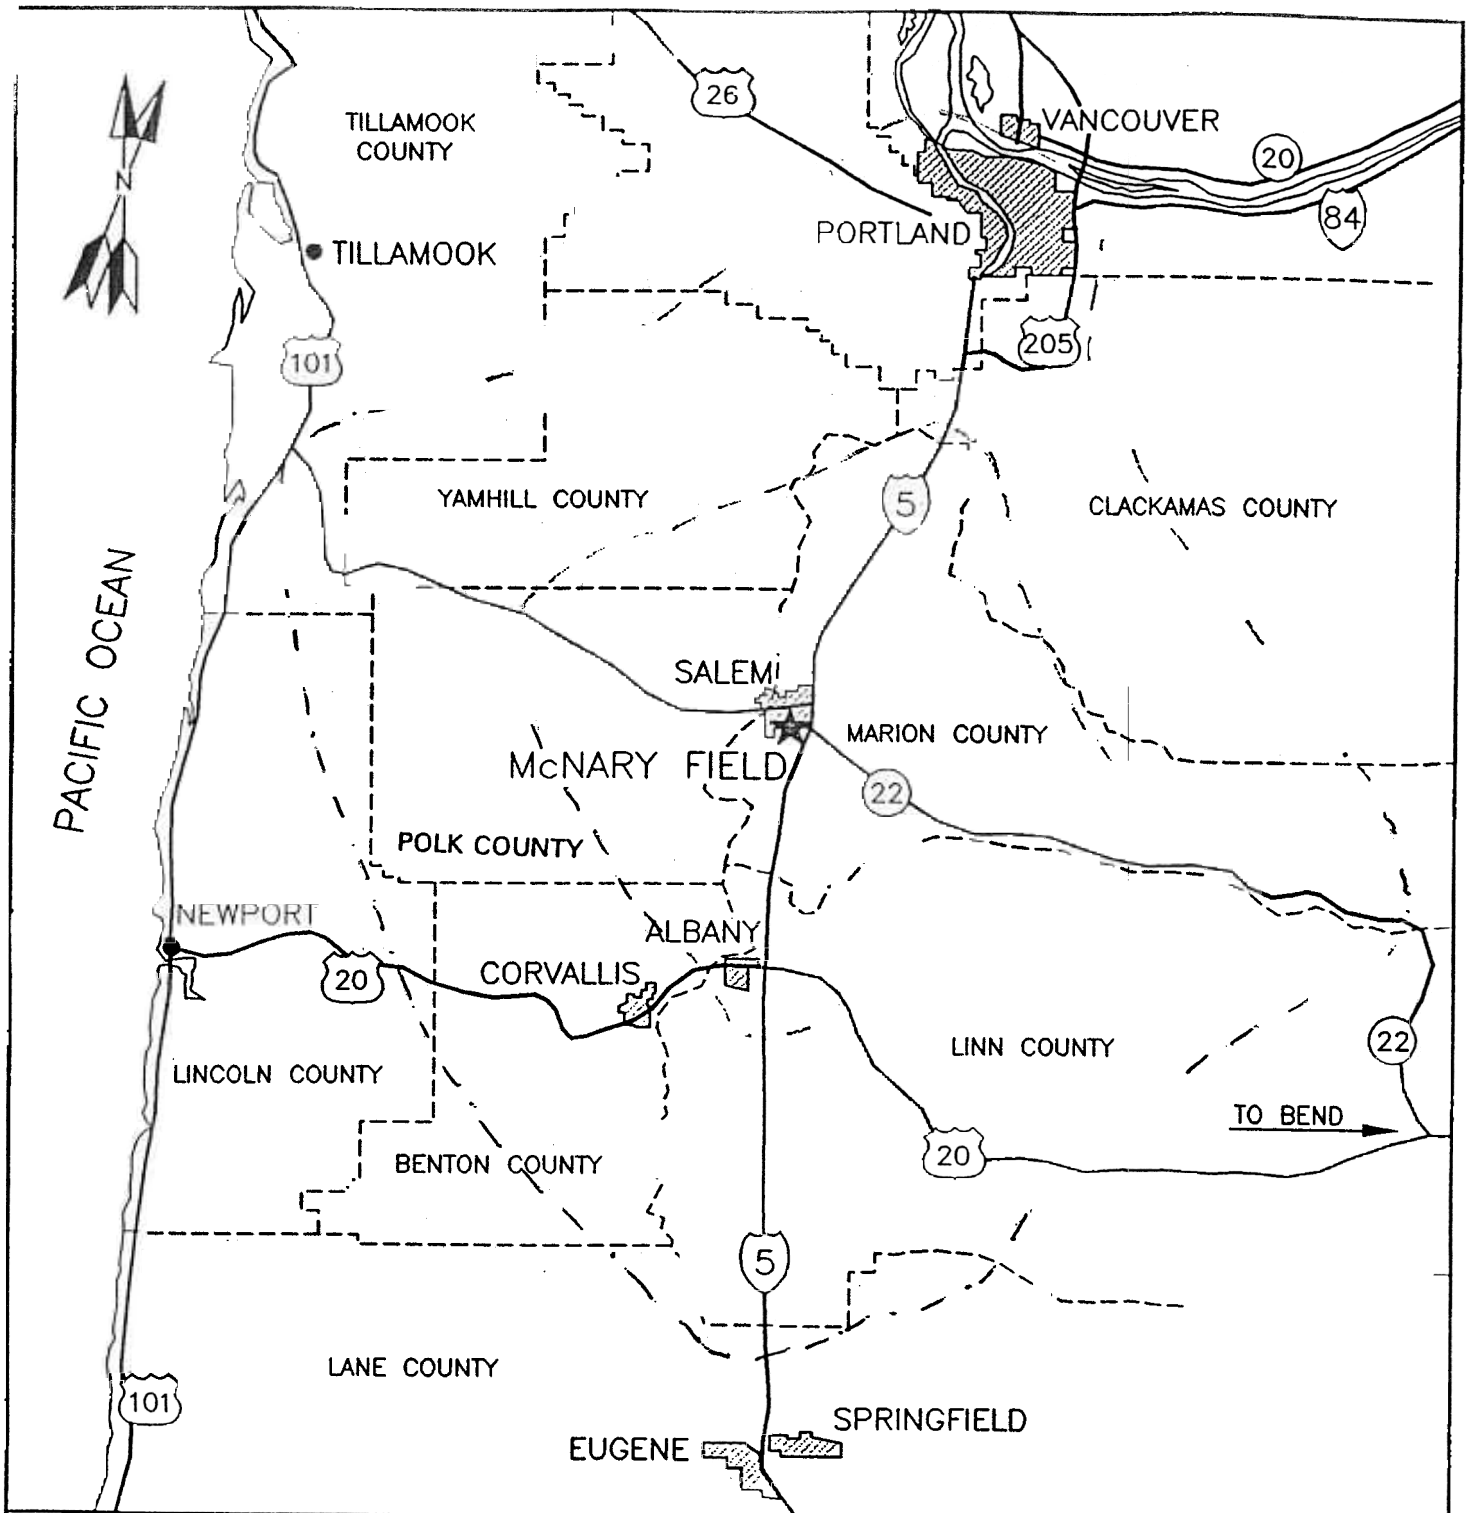 26
TILLAMOOK
COUNTY
VANCOUVER
20
N
84
PORTLAND
TILLAMOOK
205
101
YAMHILL COUNTY
5
CLACKAMAS COUNTY
PACIFIC OCEAN
SALEM
MARION COUNTY
McNARY FIELD
22
POLK COUNTY
NEWPORT
ALBANY
CORVALLIS
20
22
LINN COUNTY
LINCOLN COUNTY
TO BEND
BENTON COUNTY
20
5
LANE COUNTY
101
SPRINGFIELD
EUGENE